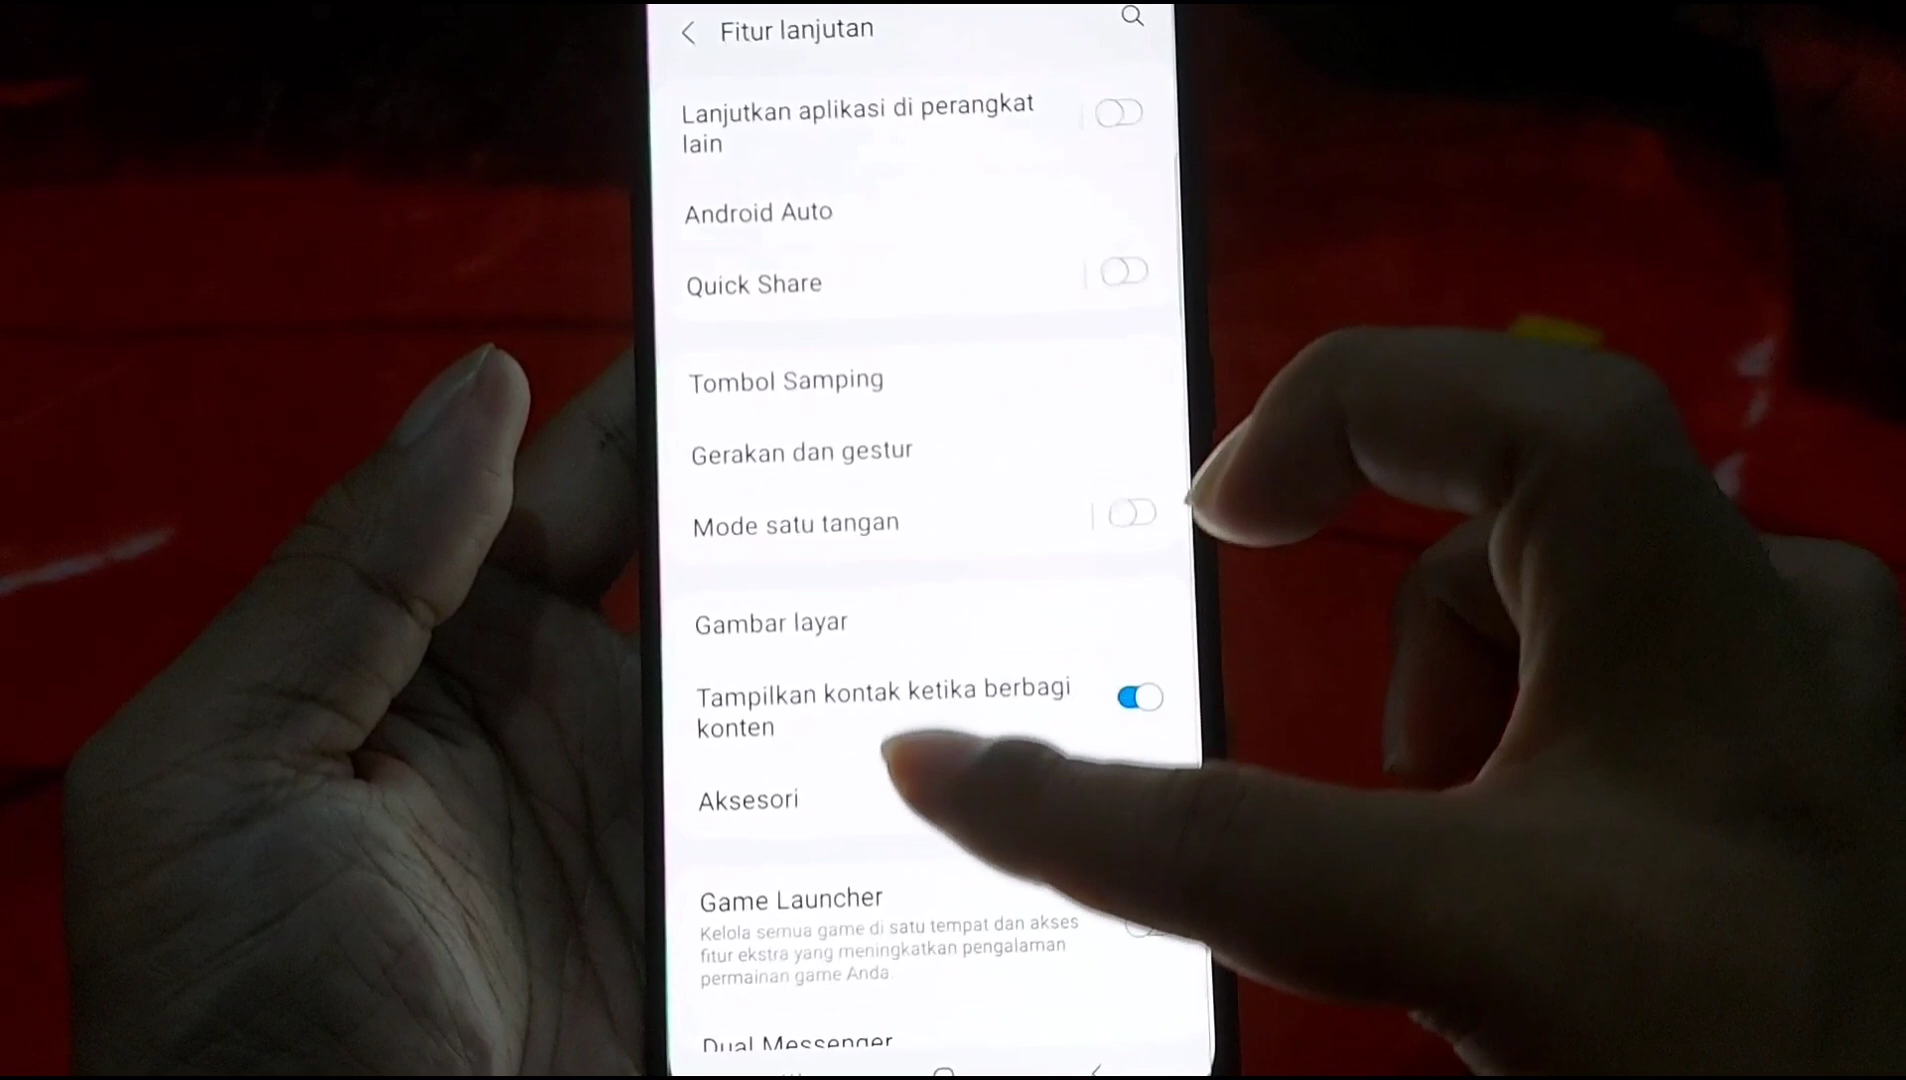 Fitur lanjutan
Lanjutkan aplikasi di perangkat
lain
Android Auto
Quick Share
Tombol Samping
Gerakan dan gestur
Mode satu tangan
Gambar layar
Tampilkan kontak ketika berbagi
konten
Aksesori
Game Launcher
Kelola semua game di satu tempat dan akses
fitur ekstra yang meningkatkan pengalaman
permainan game Anda.
Dual Messenger